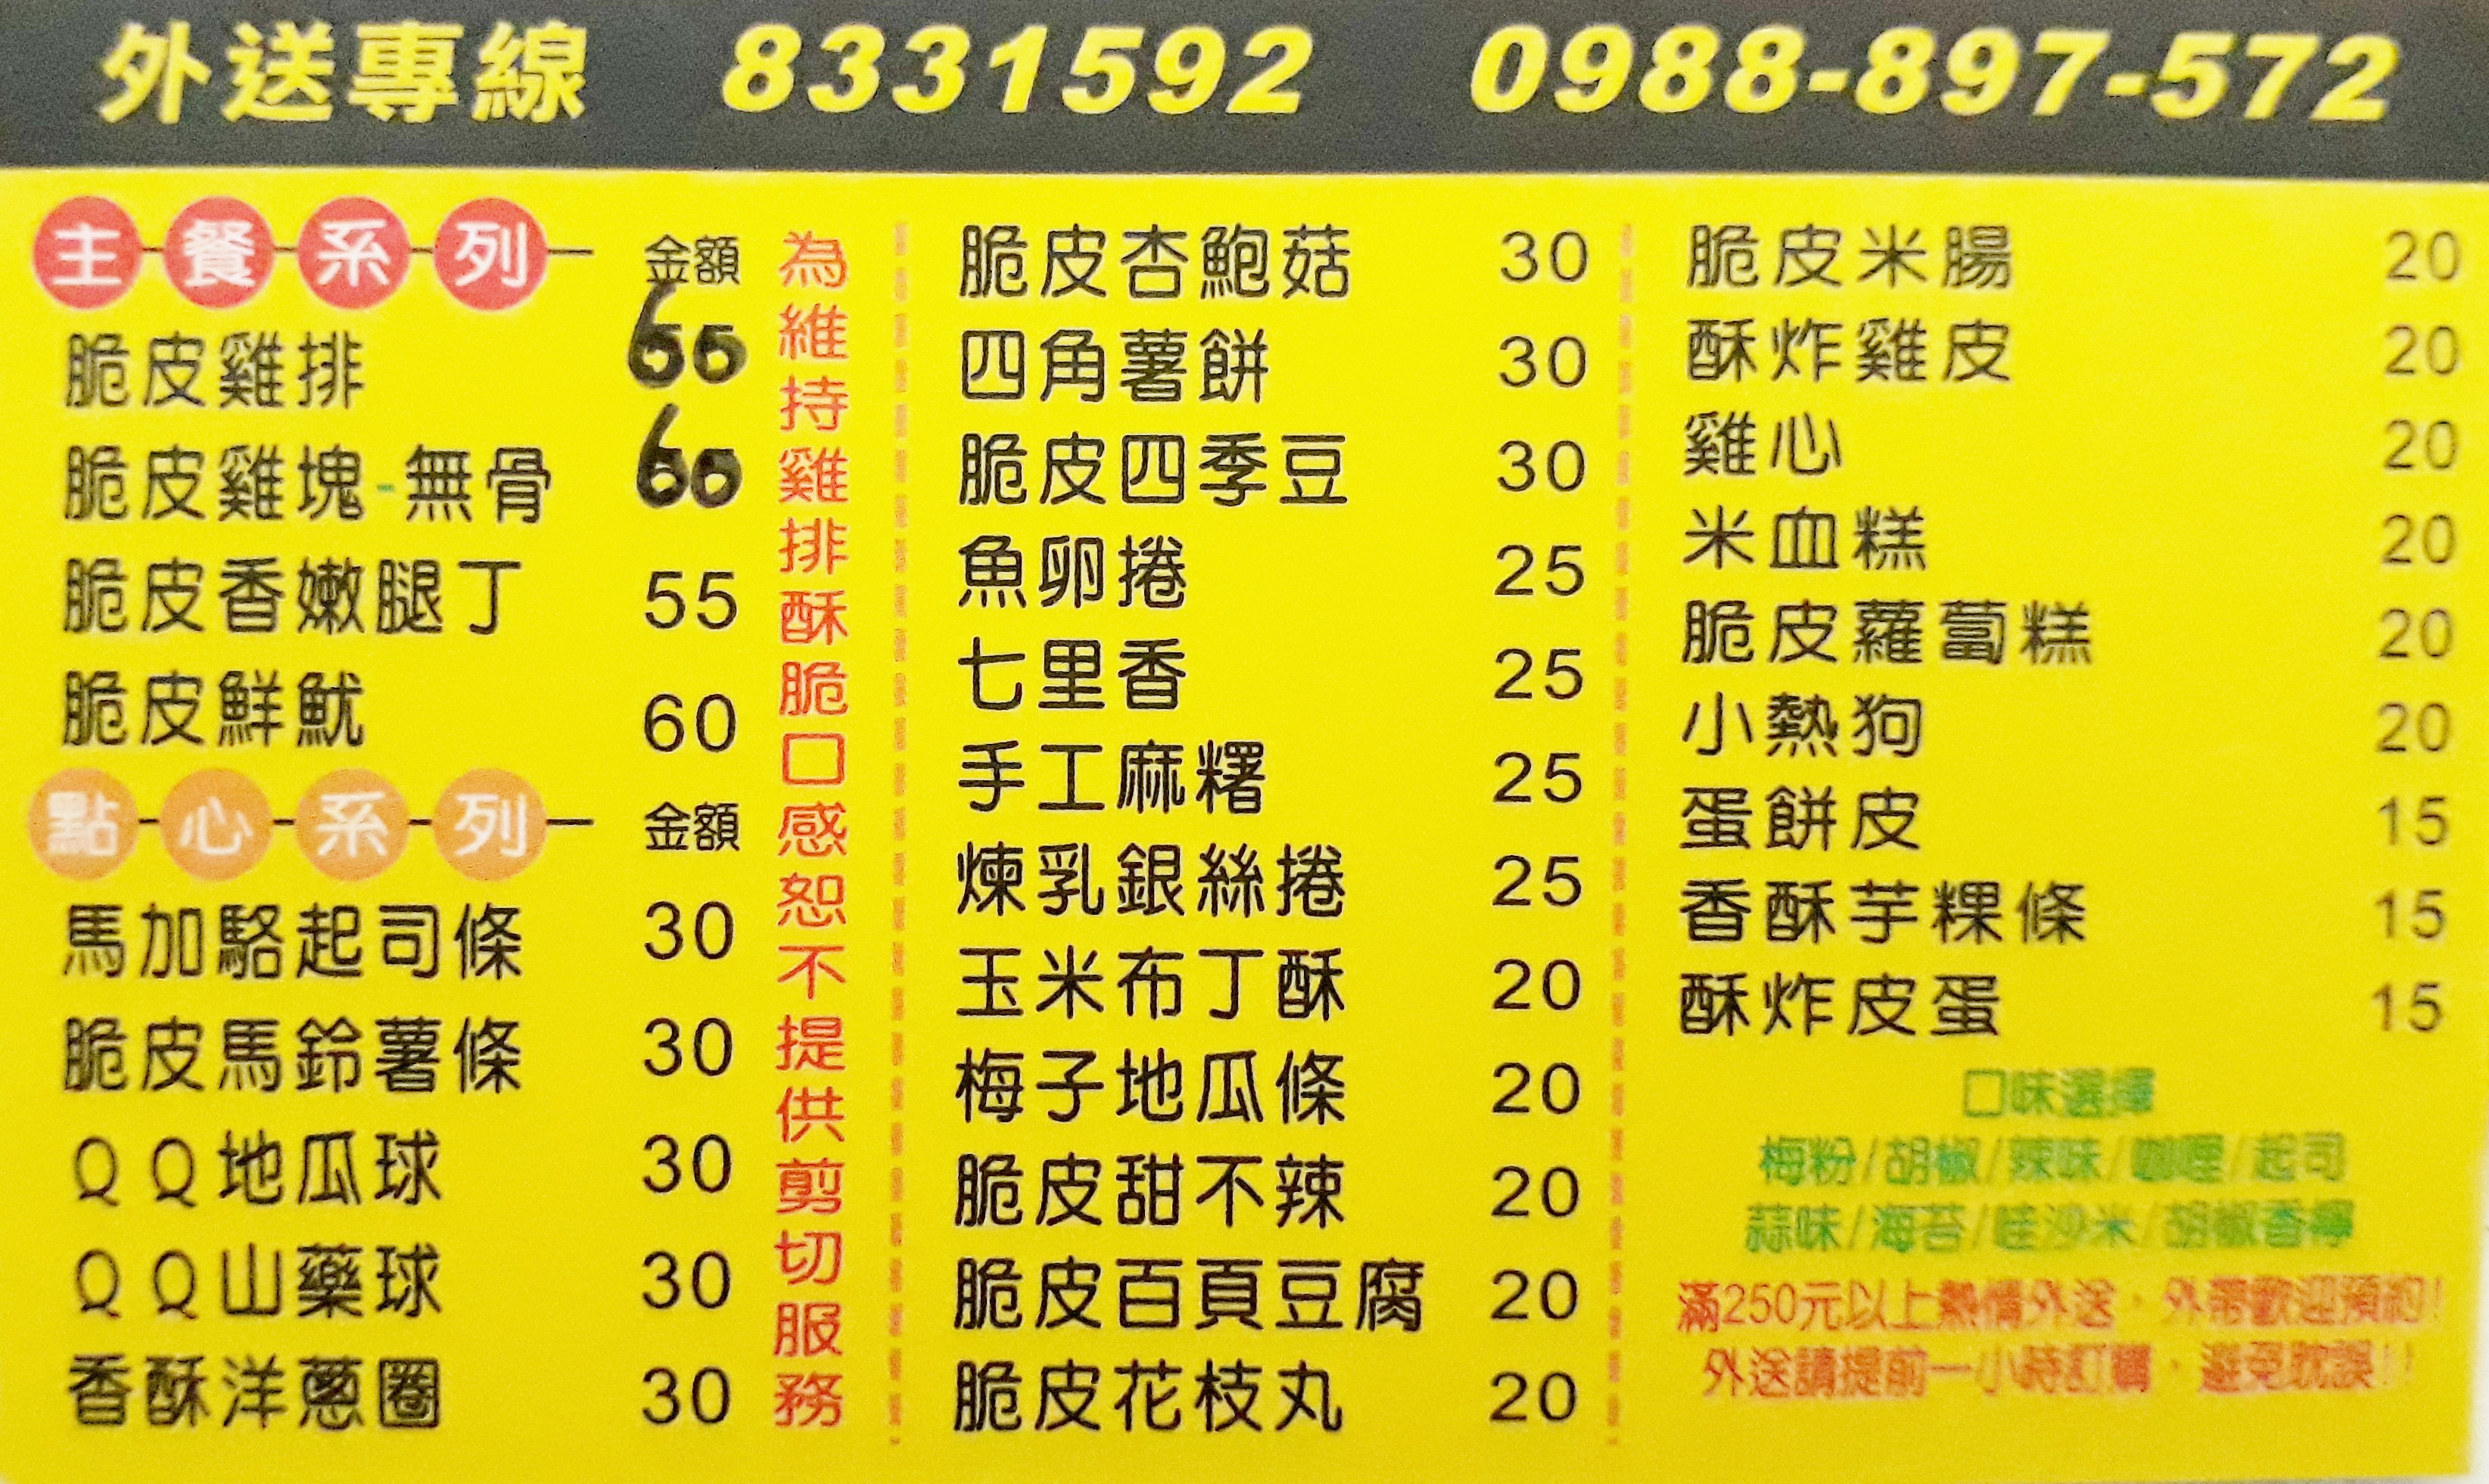 外送專線 8331592 0988-897-572
主餐系列 金額
脆皮雞排 65
脆皮雞塊-無骨 60
脆皮香嫩腿丁 55
脆皮鮮魷 60
點心系列 金額
馬加駱起司條 30
脆皮馬鈴薯條 30
QQ地瓜球 30
QQ山藥球 30
香酥洋蔥圈 30
為維持雞排酥脆口感恕不提供剪切服務
脆皮杏鮑菇 30
四角薯餅 30
脆皮四季豆 30
魚卵捲 25
七里香 25
手工麻糬 25
煉乳銀絲捲 25
玉米布丁酥 20
梅子地瓜條 20
脆皮甜不辣 20
脆皮百頁豆腐 20
脆皮花枝丸 20
脆皮米腸 20
酥炸雞皮 20
雞心 20
米血糕 20
脆皮蘿蔔糕 20
小熱狗 20
蛋餅皮 15
香酥芋粿條 15
酥炸皮蛋 15
口味選擇
梅粉/胡椒/辣味/咖哩/起司
蒜味/海苔/哇沙米/胡椒香檸
滿250元以上熱情外送，外帶歡迎預約!
外送請提前一小時訂購，避免耽誤!!